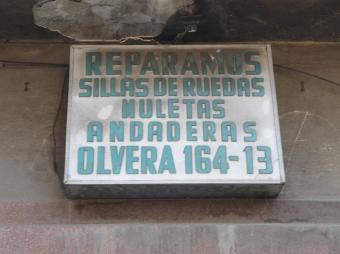 REPARAMOS
SILLAS DE RUEDAS
MULETAS
ANDADERAS
OLVERA 164-13